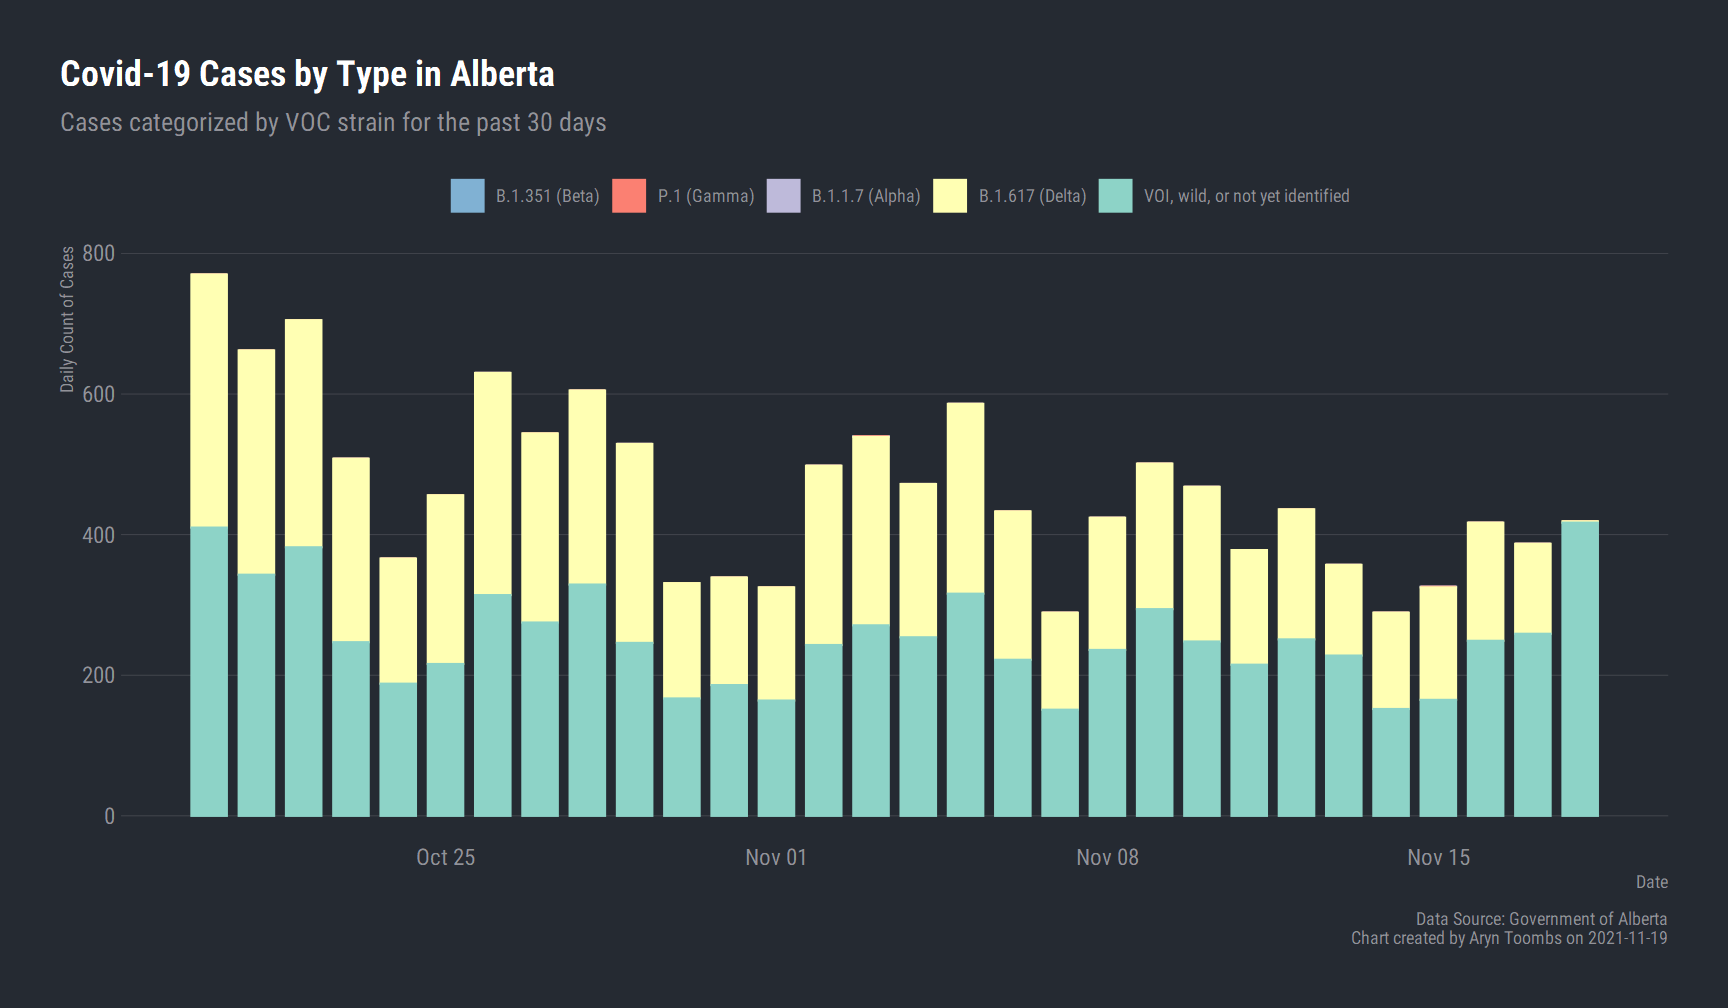 Covid-19 Cases by Type in Alberta
Cases categorized by VOC strain for the past 30 days
B.1.351 (Beta) P.1 (Gamma) B.1.1.7 (Alpha) B.1.617 (Delta) VOI, wild, or not yet identified
Daily Count of Cases
800
600
400
200
0
Oct 25 Nov 01 Nov 08 Nov 15
Date
Data Source: Government of Alberta
Chart created by Aryn Toombs on 2021-11-19